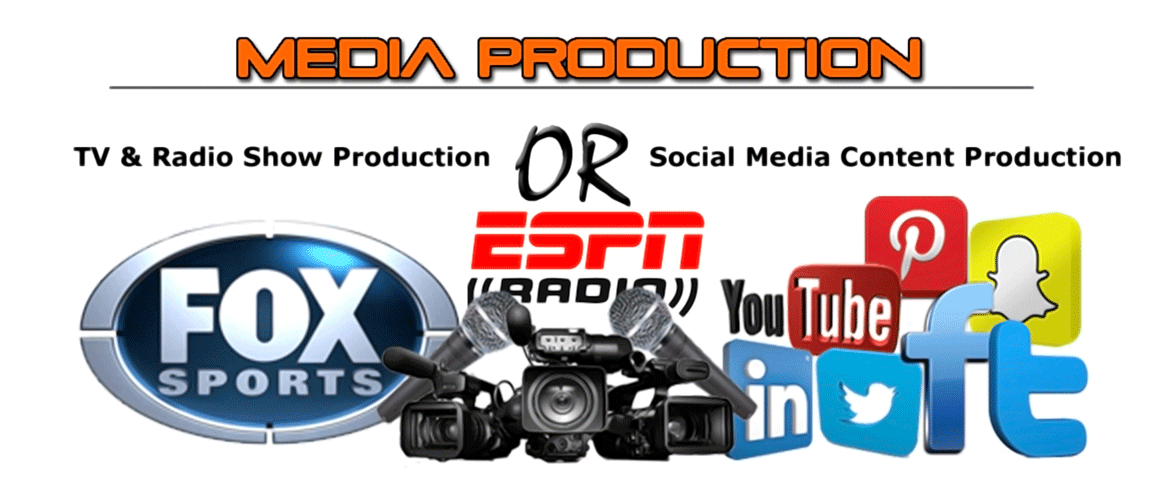 MEDIA PRODUCTION
TV & Radio Show Production
OR
Social Media Content Production
FOX
SPORTS
ESPN
RADIO
YouTube
in
f
t